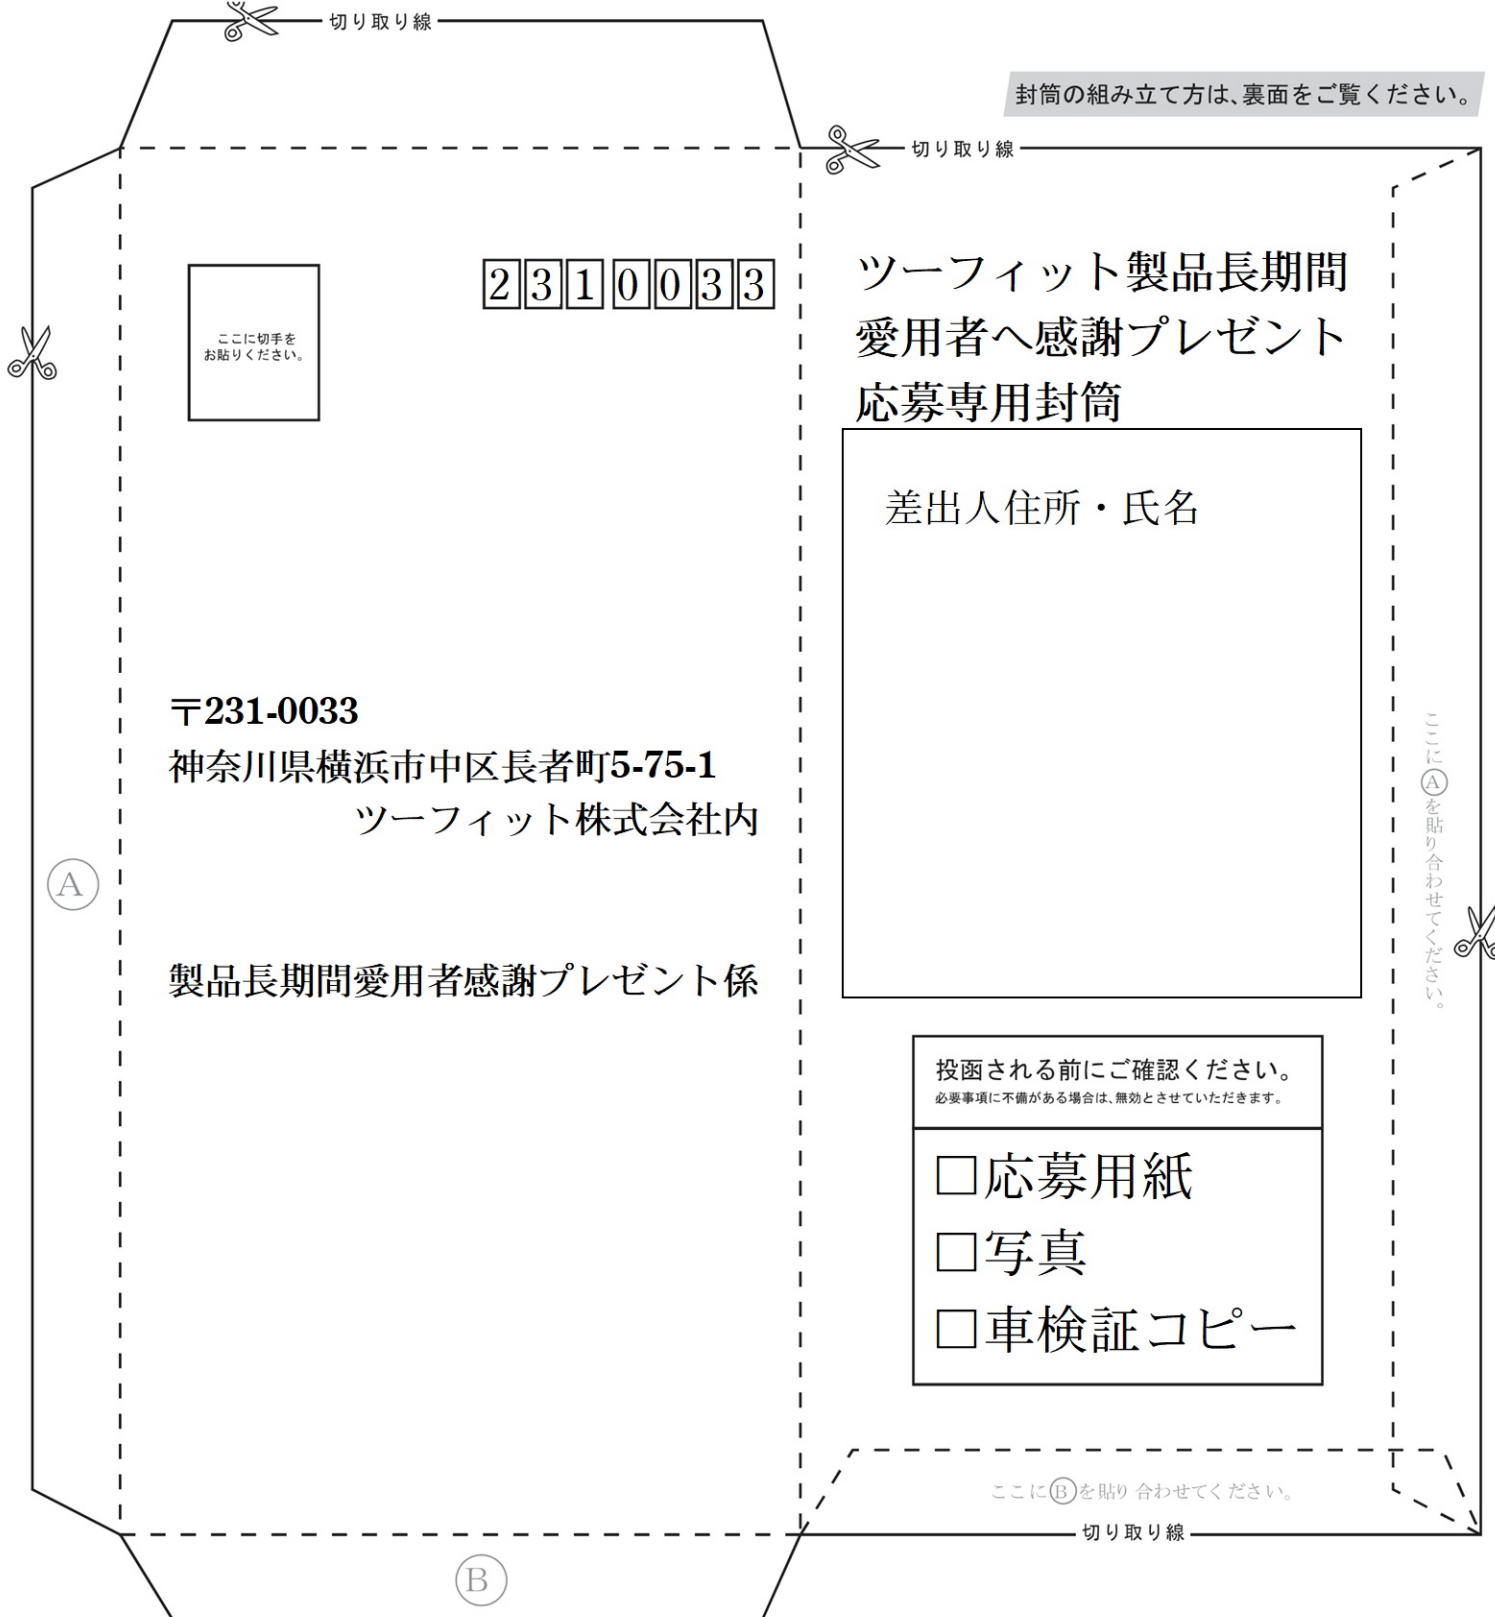 切り取り線
封筒の組み立て方は、裏面をご覧ください。
切り取り線
ここに切手を
お貼りください。
2310033
ツーフィット製品長期間
愛用者へ感謝プレゼント
応募専用封筒
差出人住所・氏名
〒231-0033
神奈川県横浜市中区長者町5-75-1
ツーフィット株式会社内
製品長期間愛用者感謝プレゼント係
A
ここにAを貼り合わせてください。
投函される前にご確認ください。
必要事項に不備がある場合は、無効とさせていただきます。
□応募用紙
□写真
□車検証コピー
ここにBを貼り合わせてください。
切り取り線
B